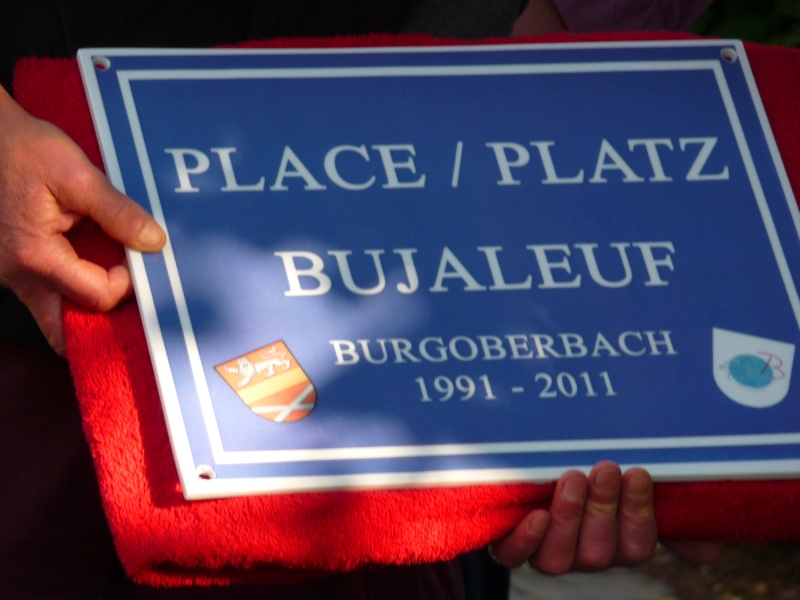 PLACE / PLATZ
BUJALEUF
BURGOBERBACH
1991 - 2011